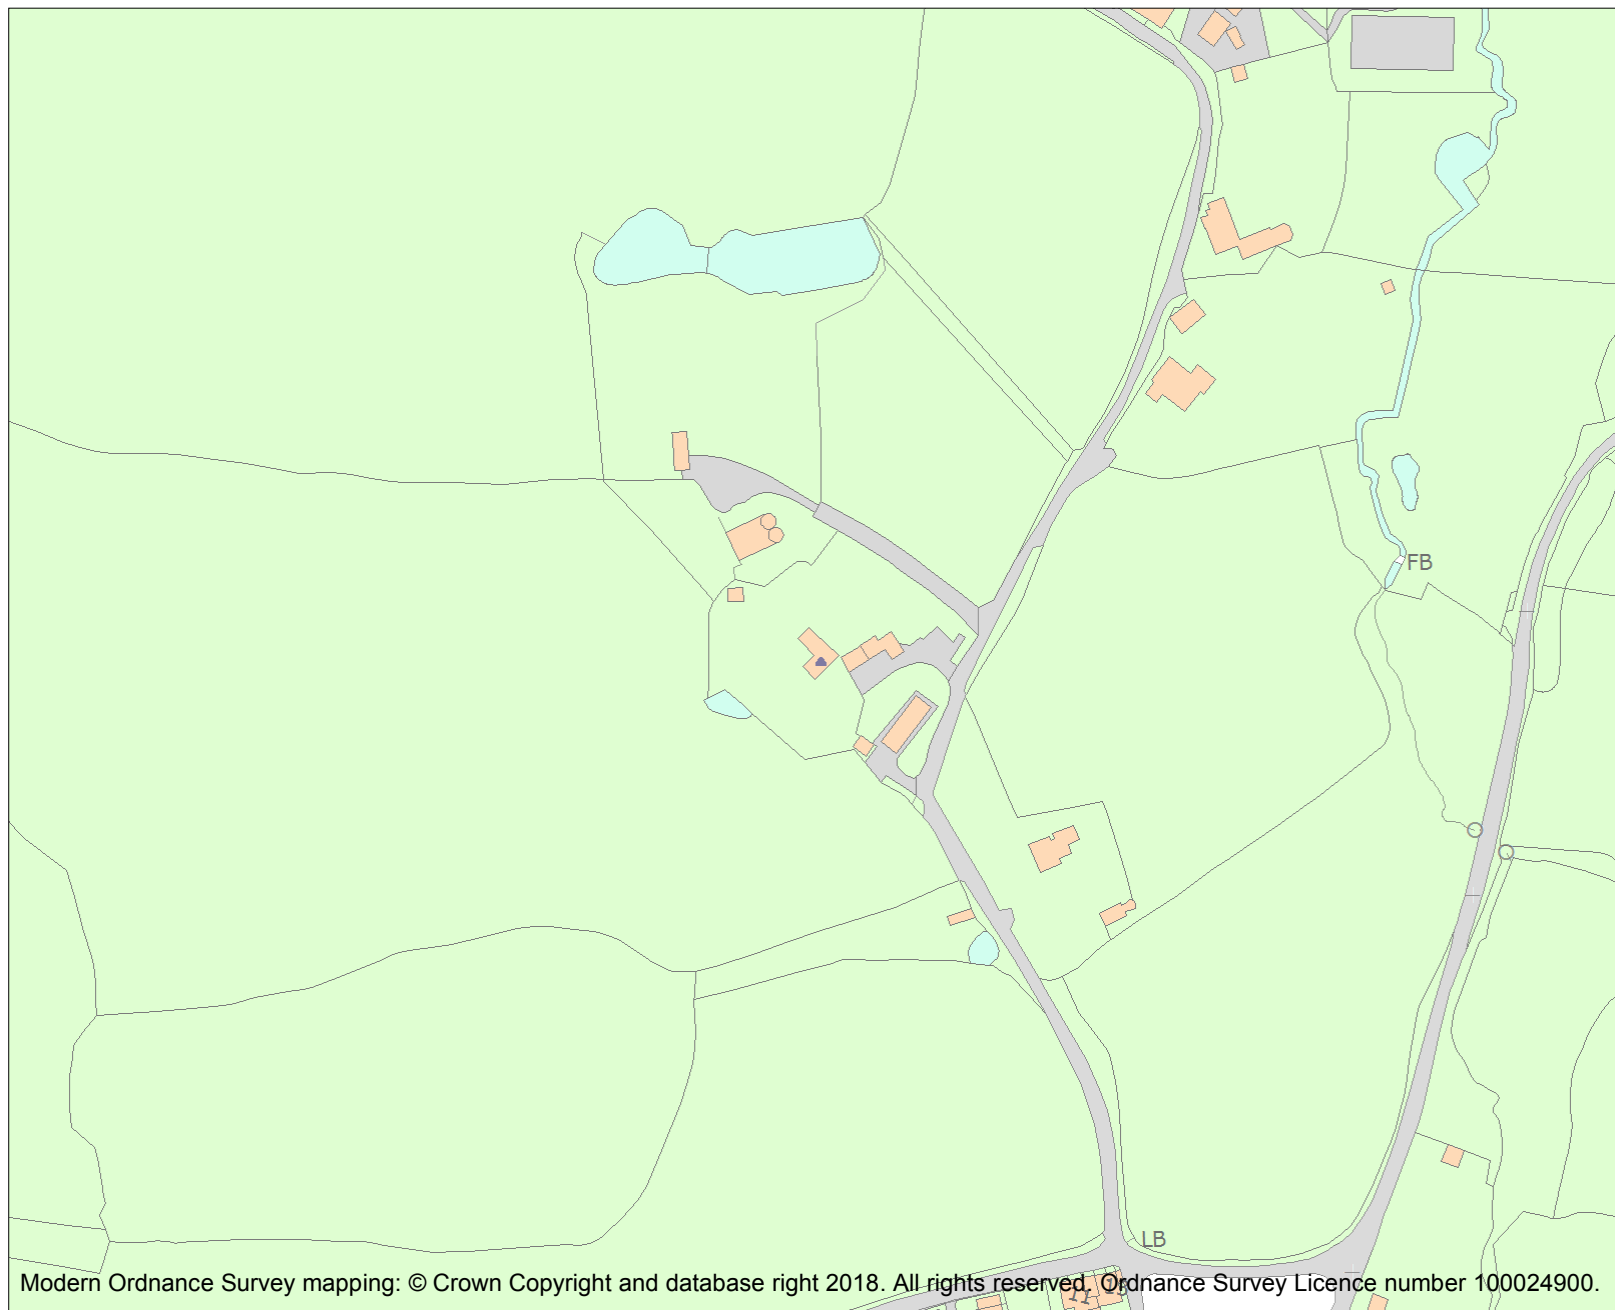 FB
LB
Modern Ordnance Survey mapping: © Crown Copyright and database right 2018. All rights reserved. Ordnance Survey Licence number 100024900.
11